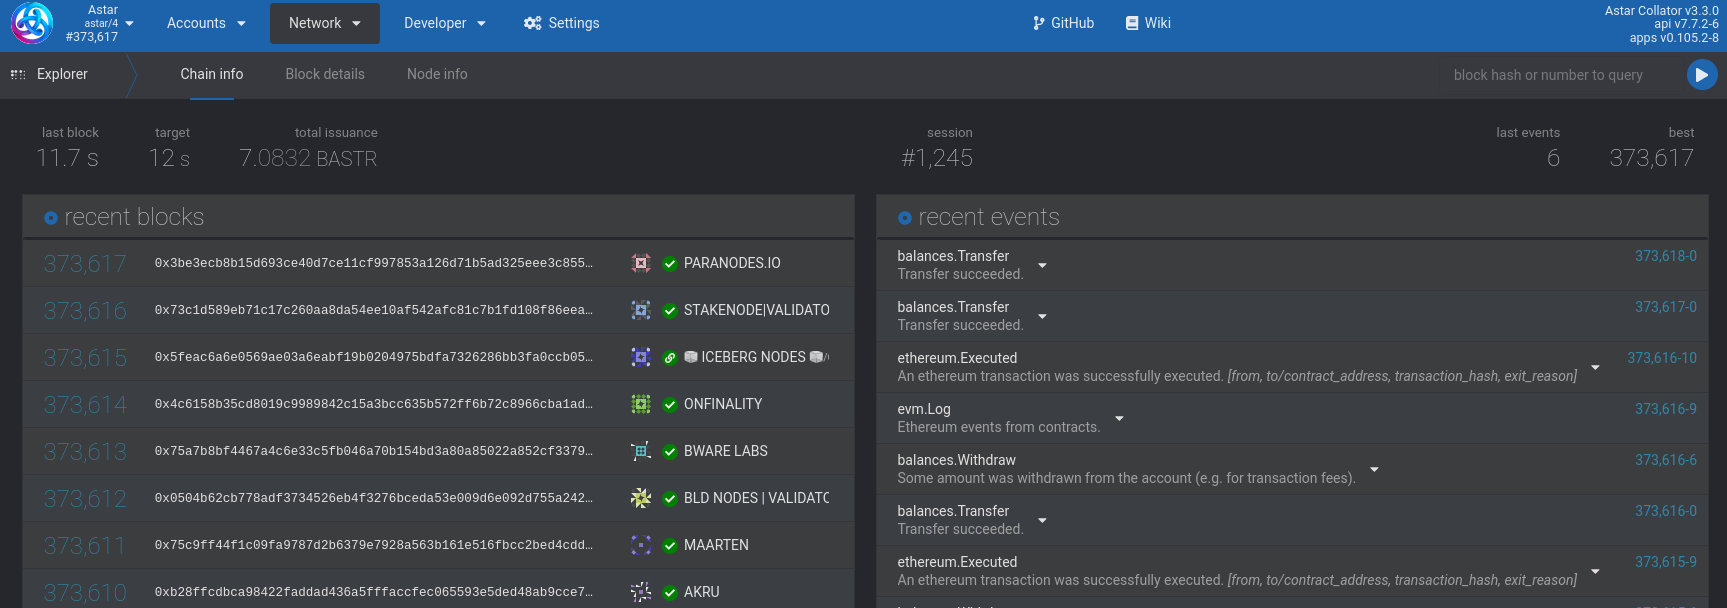 Astar
astar/4
#373,617
Accounts
Network
Developer
Settings
GitHub
Wiki
Astar Collator v3.3.0
api v7.7.2-6
apps v0.105.2-8
Explorer
Chain info
Block details
Node info
block hash or number to query
last block
11.7 s
target
12 s
total issuance
7.0832 BASTR
session
#1,245
last events
6
best
373,617
recent blocks
373,617 0x3be3ecb8b15d693ce40d7ce11cf997853a126d71b5ad325eee3c855… PARANODES.IO
373,616 0x73c1d589eb71c17c260aa8da54ee10af542afc81c7b1fd108f86eea… STAKENODE|VALIDATO
373,615 0x5feac6a6e0569ae03a6eabf19b0204975bdfa7326286bb3fa0ccb05… ICEBERG NODES
373,614 0x4c6158b35cd8019c9989842c15a3bcc635b572ff6b72c8966cba1ad… ONFINALITY
373,613 0x75a7b8bf4467a4c6e33c5fb046a70b154bd3a80a85022a852cf3379… BWARE LABS
373,612 0x0504b62cb778adf3734526eb4f3276bceda53e009d6e092d755a242… BLD NODES | VALIDATO
373,611 0x75c9ff44f1c09fa9787d2b6379e7928a563b161e516fbcc2bed4cdd… MAARTEN
373,610 0xb28ffcdbca98422faddad436a5fffaccfec065593e5ded48ab9cce7… AKRU
recent events
balances.Transfer 373,618-0
Transfer succeeded.
balances.Transfer 373,617-0
Transfer succeeded.
ethereum.Executed 373,616-10
An ethereum transaction was successfully executed. [from, to/contract_address, transaction_hash, exit_reason]
evm.Log 373,616-9
Ethereum events from contracts.
balances.Withdraw 373,616-6
Some amount was withdrawn from the account (e.g. for transaction fees).
balances.Transfer 373,616-0
Transfer succeeded.
ethereum.Executed 373,615-9
An ethereum transaction was successfully executed. [from, to/contract_address, transaction_hash, exit_reason]